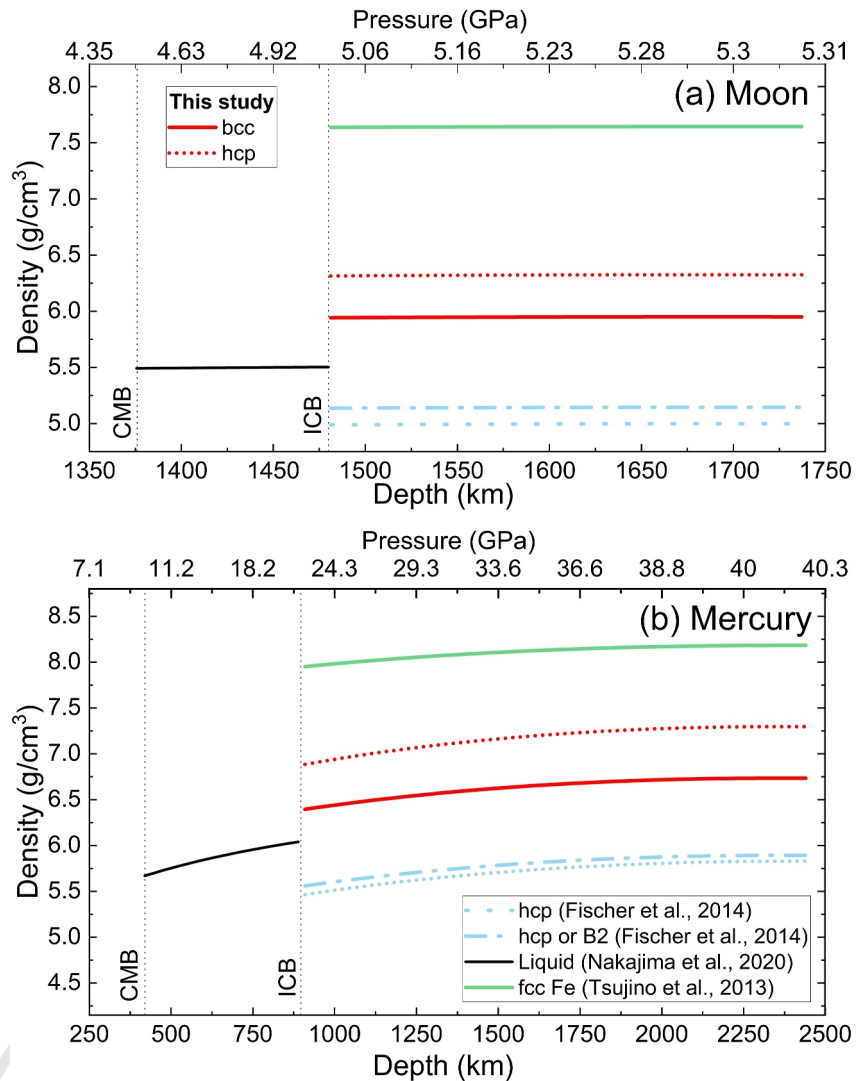 Pressure (GPa)
4.35 4.63 4.92 5.06 5.16 5.23 5.28 5.3 5.31
(a) Moon
This study
bcc
hcp
8.0
7.5
7.0
6.5
6.0
5.5
5.0
Density (g/cm³)
CMB
ICB
1350 1400 1450 1500 1550 1600 1650 1700 1750
Depth (km)
Pressure (GPa)
7.1 11.2 18.2 24.3 29.3 33.6 36.6 38.8 40 40.3
(b) Mercury
8.5
8.0
7.5
7.0
6.5
6.0
5.5
5.0
4.5
Density (g/cm³)
CMB
ICB
hcp (Fischer et al., 2014)
hcp or B2 (Fischer et al., 2014)
Liquid (Nakajima et al., 2020)
fcc Fe (Tsujino et al., 2013)
250 500 750 1000 1250 1500 1750 2000 2250 2500
Depth (km)